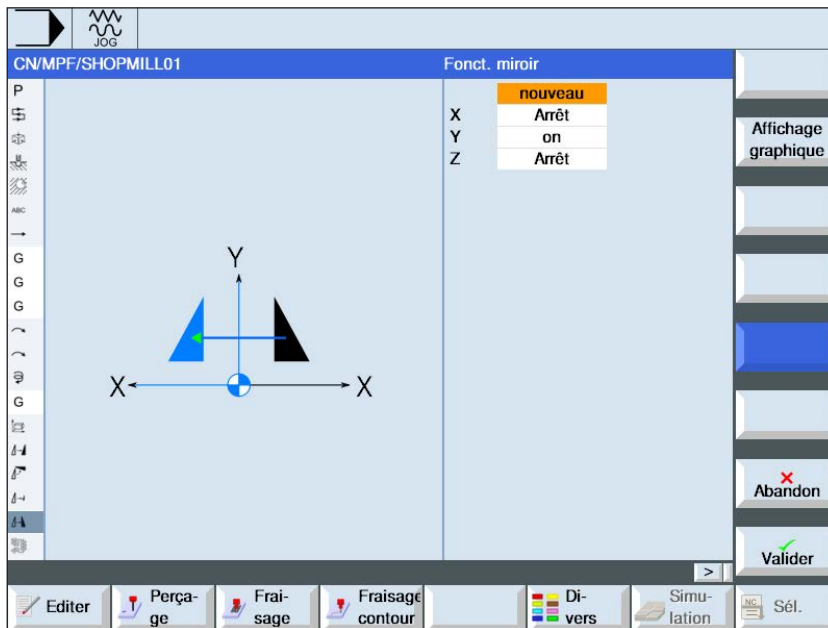 JOG
CN/MPF/SHOPMILL01
Fonct. miroir
P
nouveau
X
Arrêt
Y
on
Z
Arrêt
Affichage
graphique
ABC
G
G
G
G
Y
X
X
Abandon
Valider
>
Editer
Perça-
ge
Frai-
sage
Fraisage
contour
Di-
vers
Simu-
lation
NC
Sél.